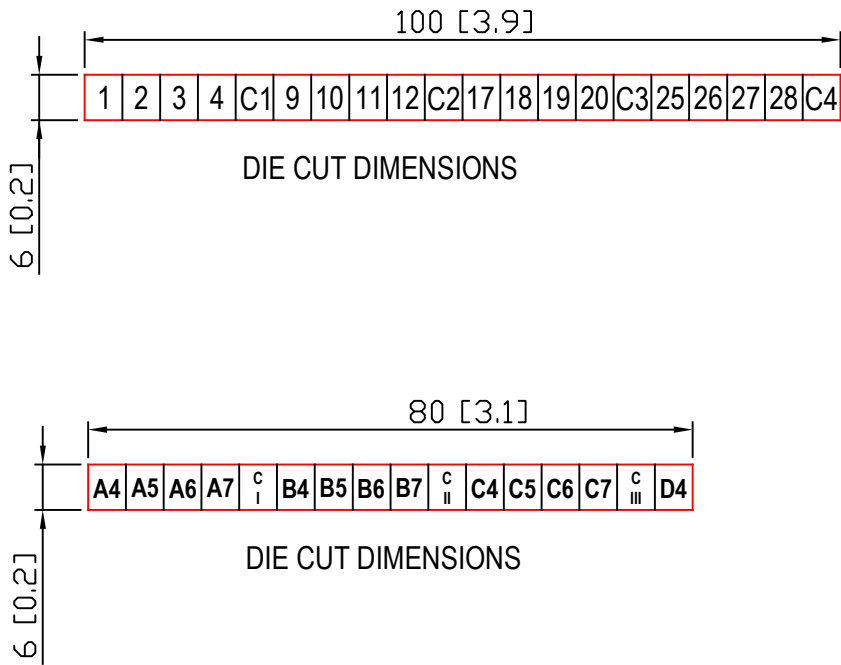 100 [3.9]
1 2 3 4 C1 9 10 11 12 C2 17 18 19 20 C3 25 26 27 28 C4
6 [0.2]
DIE CUT DIMENSIONS
80 [3.1]
A4 A5 A6 A7 C I B4 B5 B6 B7 C II C4 C5 C6 C7 C III D4
6 [0.2]
DIE CUT DIMENSIONS